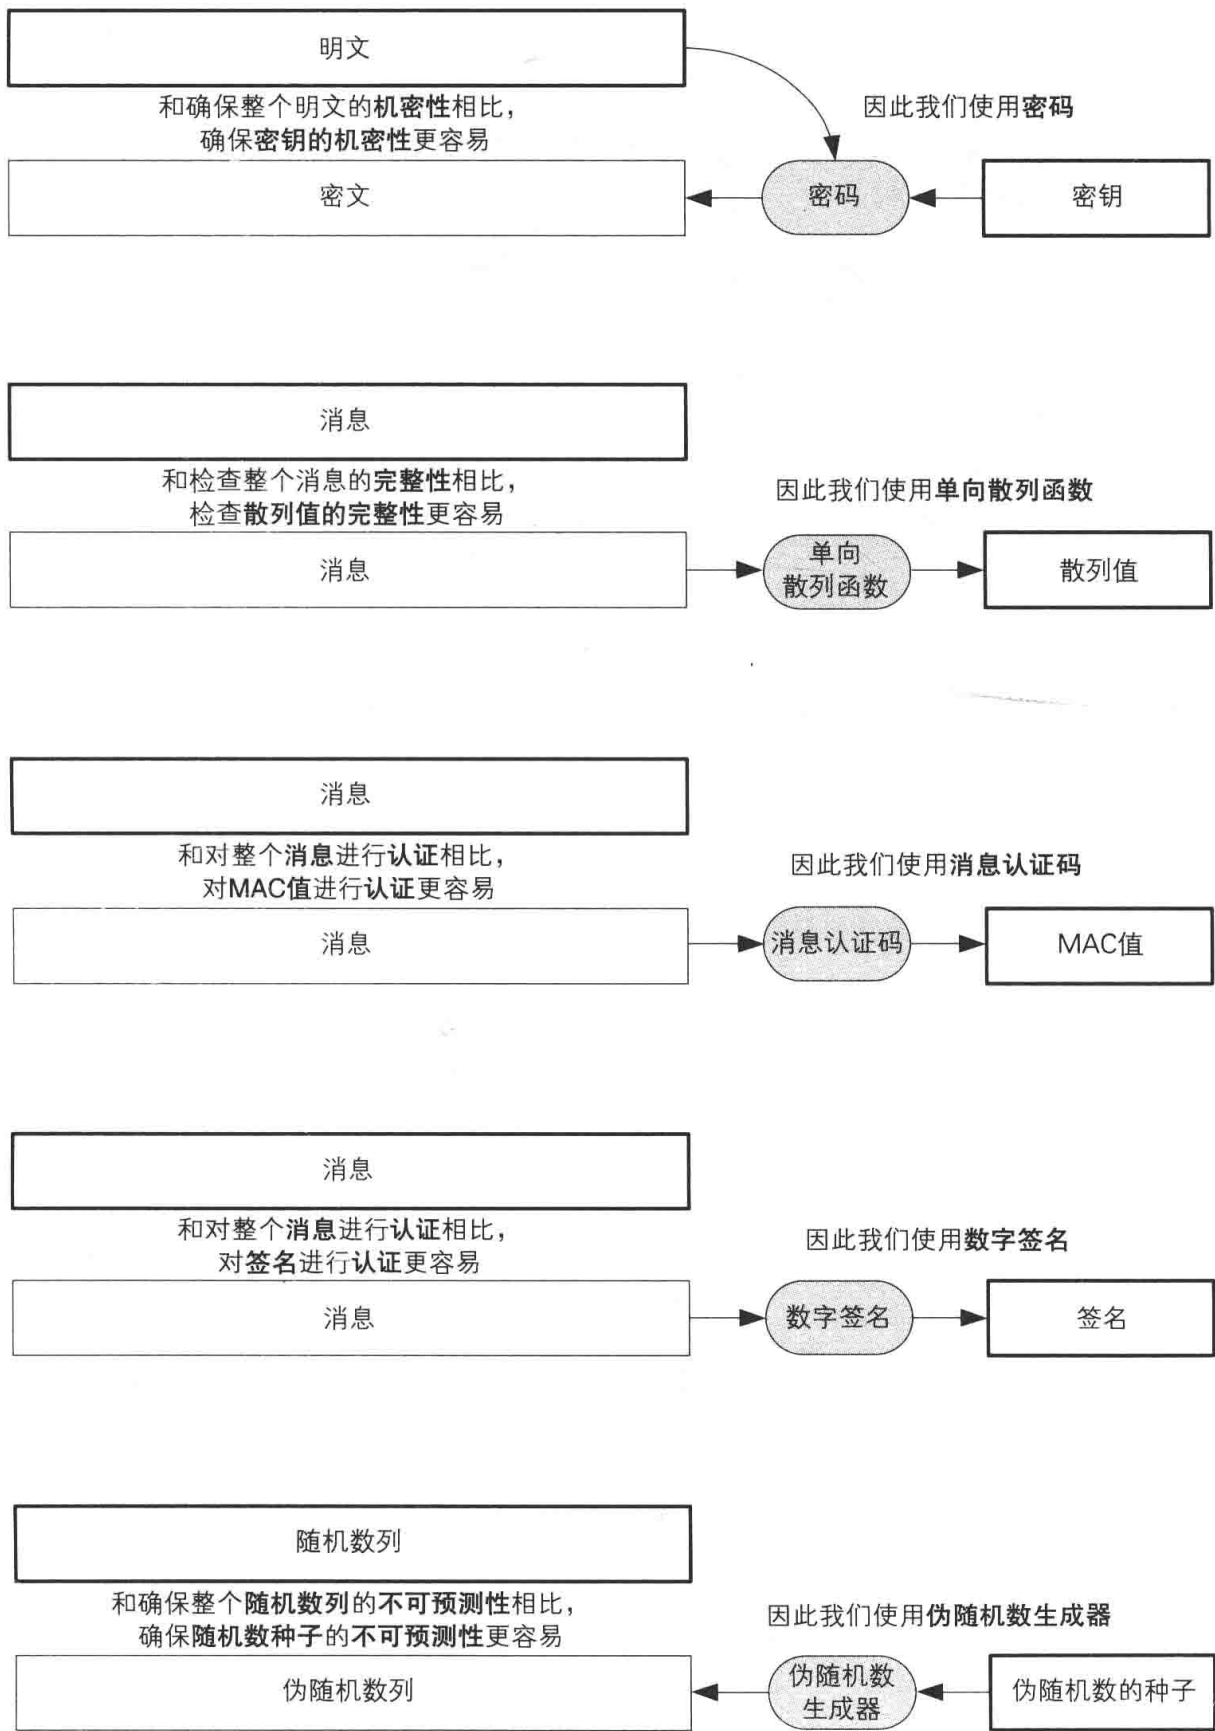 明文
和确保整个明文的机密性相比，
确保密钥的机密性更容易
因此我们使用密码
密文
密码
密钥
消息
和检查整个消息的完整性相比，
检查散列值的完整性更容易
因此我们使用单向散列函数
消息
单向
散列函数
散列值
消息
和对整个消息进行认证相比，
对MAC值进行认证更容易
因此我们使用消息认证码
消息
消息认证码
MAC值
消息
和对整个消息进行认证相比，
对签名进行认证更容易
因此我们使用数字签名
消息
数字签名
签名
随机数列
和确保整个随机数列的不可预测性相比，
确保随机数种子的不可预测性更容易
因此我们使用伪随机数生成器
伪随机数列
伪随机数
生成器
伪随机数的种子